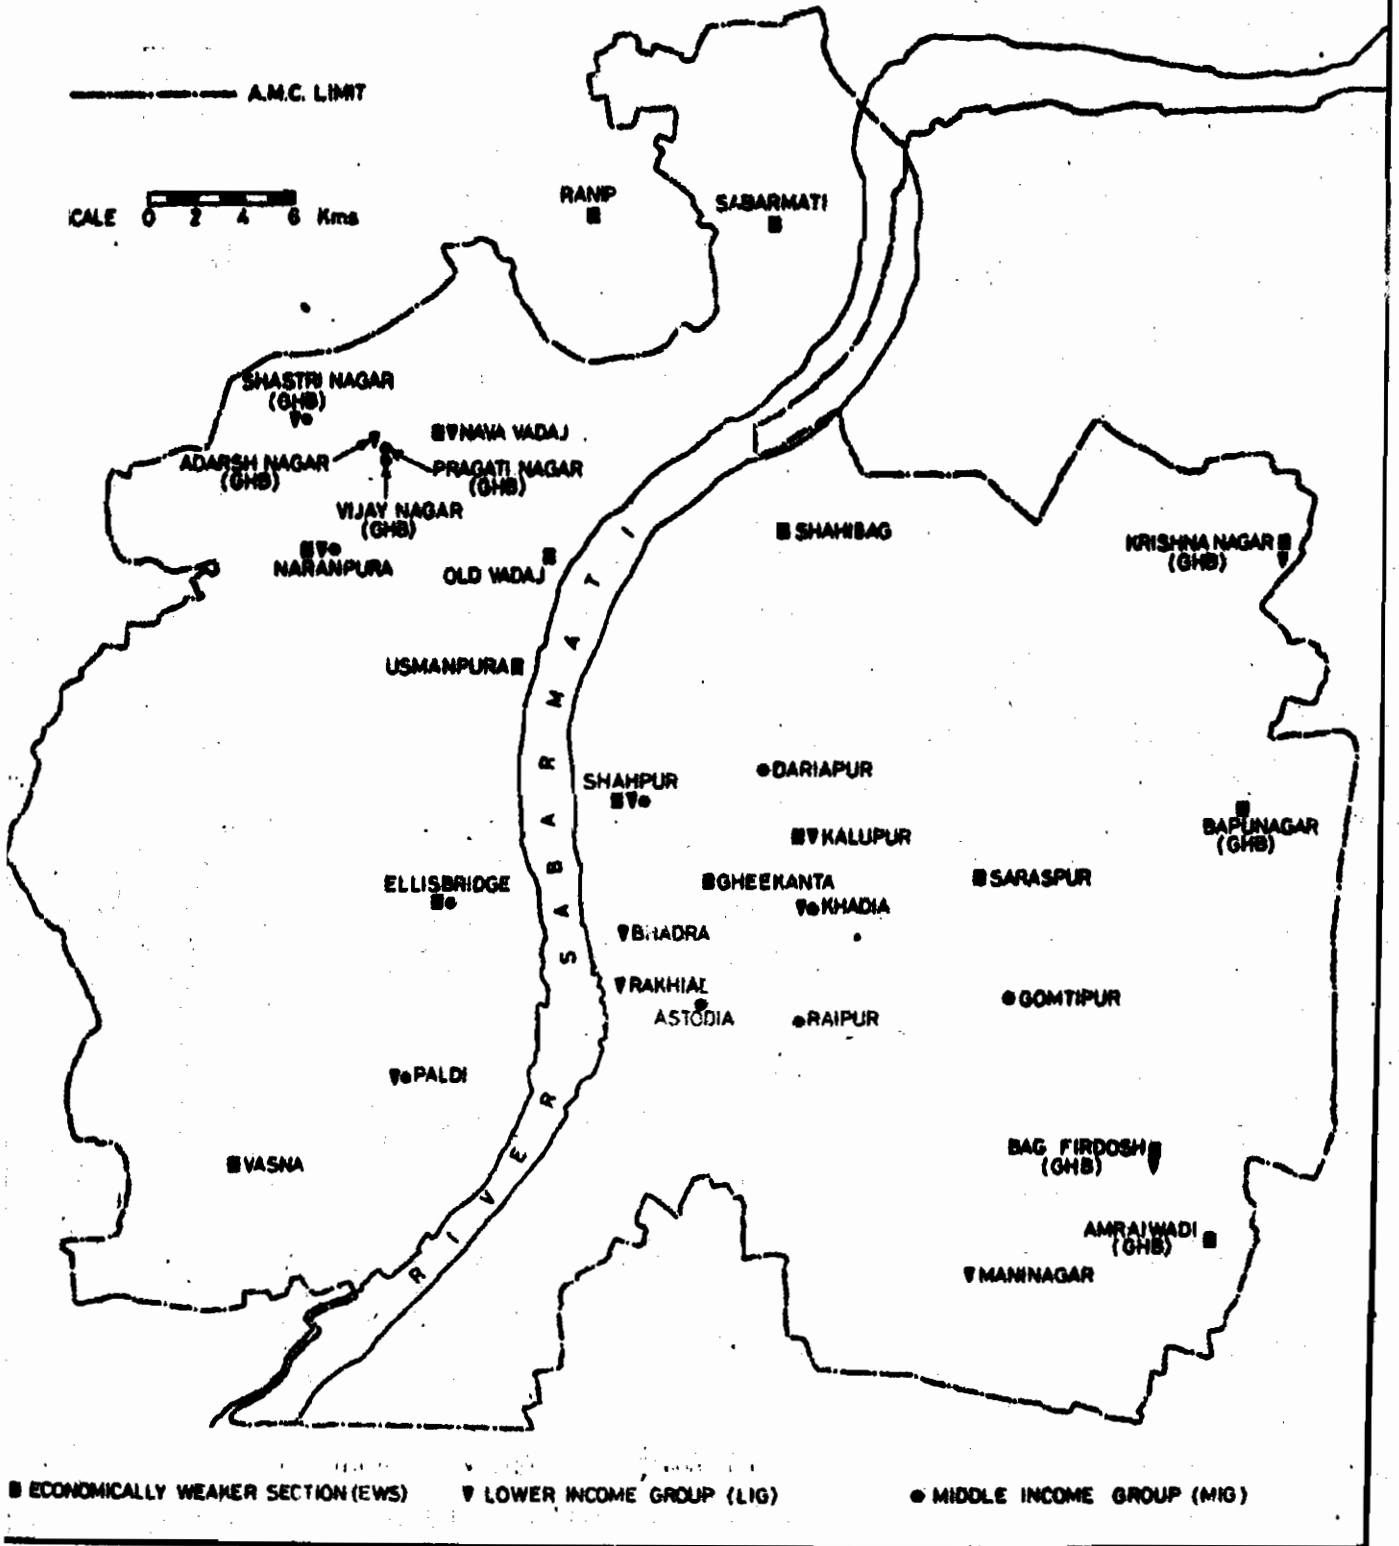 A.M.C. LIMIT
SCALE 0 2 4 6 Kms
RANIP
SABARMATI
SHASTRI NAGAR
(GHB)
NAVA VADAJ
ADARSH NAGAR
(GHB)
PRAGATI NAGAR
(GHB)
VIJAY NAGAR
(GHB)
NARANPURA
OLD VADAJ
SHAHIBAG
KRISHNA NAGAR
(GHB)
USMANPURA
RIVER SABARMATI
SHAHPUR
DARIAPUR
KALUPUR
BAPUNAGAR
(GHB)
ELLISBRIDGE
GHEEKANTA
SARASPUR
KHADIA
BHADRA
RAKHIAL
ASTODIA
RAIPUR
GOMTIPUR
PALDI
VASNA
BAG FIRDOSH
(GHB)
AMRAIWADI
(GHB)
MANINAGAR
ECONOMICALLY WEAKER SECTION (EWS) LOWER INCOME GROUP (LIG) MIDDLE INCOME GROUP (MIG)